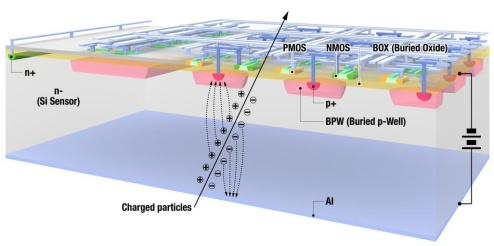 PMOS
NMOS
BOX (Buried Oxide)
n+
n-
(Si Sensor)
p+
BPW (Buried p-Well)
Charged particles
Al